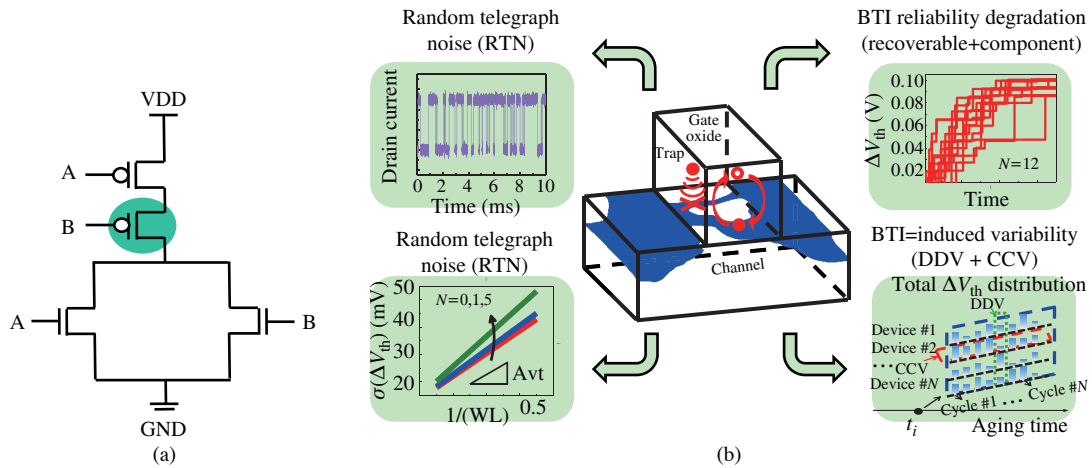 VDD
A
B
A
B
GND
(a)
Random telegraph
noise (RTN)
Drain current
0 2 4 6 8 10
Time (ms)
Random telegraph
noise (RTN)
σ(ΔVth) (mV)
50
40
30
20
N=0,1,5
Avt
1/(WL)
0.5
Gate
oxide
Trap
Channel
(b)
BTI reliability degradation
(recoverable+component)
ΔVth (V)
0.10
0.08
0.06
0.04
0.02
N=12
Time
BTI=induced variability
(DDV + CCV)
Total ΔVth distribution
DDV
Device #1
Device #2
CCV
Device #N
Cycle #1
Cycle #N
ti
Aging time